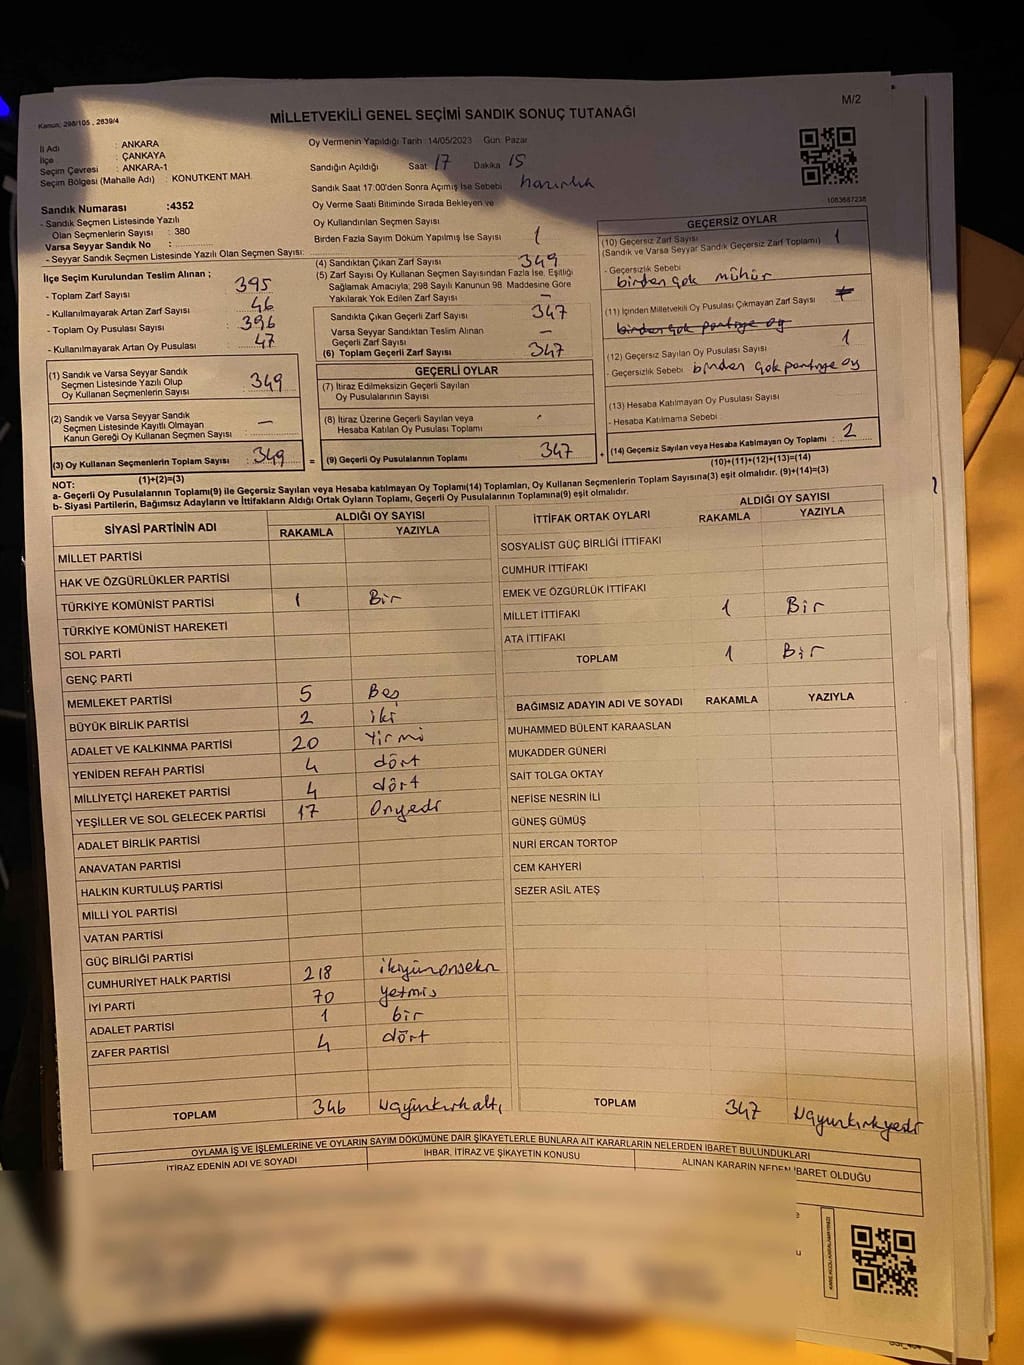 M/2
Kanun: 298/105 , 2839/4
MİLLETVEKİLİ GENEL SEÇİMİ SANDIK SONUÇ TUTANAĞI
İl Adı : ANKARA
İlçe : ÇANKAYA
Seçim Çevresi : ANKARA-1
Seçim Bölgesi (Mahalle Adı) : KONUTKENT MAH.
Sandık Numarası :4352
- Sandık Seçmen Listesinde Yazılı
Olan Seçmenlerin Sayısı : 380
Varsa Seyyar Sandık No :
- Seyyar Sandık Seçmen Listesinde Yazılı Olan Seçmen Sayısı:
Oy Vermenin Yapıldığı Tarih :14/05/2023 Gün: Pazar
Sandığın Açıldığı Saat 17 Dakika 15
Sandık Saat 17:00'den Sonra Açılmış İse Sebebi hazırlık
Oy Verme Saati Bitiminde Sırada Bekleyen ve
Oy Kullandırılan Seçmen Sayısı
Birden Fazla Sayım Döküm Yapılmış İse Sayısı 1
1083687238
İlçe Seçim Kurulundan Teslim Alınan ;
- Toplam Zarf Sayısı 395
- Kullanılmayarak Artan Zarf Sayısı 46
- Toplam Oy Pusulası Sayısı : 396
- Kullanılmayarak Artan Oy Pusulası : 47
(1) Sandık ve Varsa Seyyar Sandık
Seçmen Listesinde Yazılı Olup
Oy Kullanan Seçmenlerin Sayısı : 349
(2) Sandık ve Varsa Seyyar Sandık
Seçmen Listesinde Kayıtlı Olmayan
Kanun Gereği Oy Kullanan Seçmen Sayısı : –
(3) Oy Kullanan Seçmenlerin Toplam Sayısı : 349
(1)+(2)=(3)
(4) Sandıktan Çıkan Zarf Sayısı 349
(5) Zarf Sayısı Oy Kullanan Seçmen Sayısından Fazla İse, Eşitliği
Sağlamak Amacıyla; 298 Sayılı Kanunun 98. Maddesine Göre
Yakılarak Yok Edilen Zarf Sayısı –
Sandıkta Çıkan Geçerli Zarf Sayısı 347
Varsa Seyyar Sandıktan Teslim Alınan
Geçerli Zarf Sayısı –
(6) Toplam Geçerli Zarf Sayısı 347
GEÇERLİ OYLAR
(7) İtiraz Edilmeksizin Geçerli Sayılan
Oy Pusulalarının Sayısı
(8) İtiraz Üzerine Geçerli Sayılan veya
Hesaba Katılan Oy Pusulası Toplamı
= (9) Geçerli Oy Pusulalarının Toplamı 347
GEÇERSİZ OYLAR
(10) Geçersiz Zarf Sayısı 1
(Sandık ve Varsa Seyyar Sandık Geçersiz Zarf Toplamı)
- Geçersizlik Sebebi
birden çok mühür
(11) İçinden Milletvekili Oy Pusulası Çıkmayan Zarf Sayısı
birden çok partiye oy
(12) Geçersiz Sayılan Oy Pusulası Sayısı 1
- Geçersizlik Sebebi birden çok partiye oy
(13) Hesaba Katılmayan Oy Pusulası Sayısı
- Hesaba Katılmama Sebebi
+ (14) Geçersiz Sayılan veya Hesaba Katılmayan Oy Toplamı : 2
(10)+(11)+(12)+(13)=(14)
NOT:
a- Geçerli Oy Pusulalarının Toplamı(9) ile Geçersiz Sayılan veya Hesaba Katılmayan Oy Toplamı(14) Toplamları, Oy Kullanan Seçmenlerin Toplam Sayısına(3) eşit olmalıdır. (9)+(14)=(3)
b- Siyasi Partilerin, Bağımsız Adayların ve İttifakların Aldığı Ortak Oyların Toplamı, Geçerli Oy Pusulalarının Toplamına(9) eşit olmalıdır.
SİYASİ PARTİNİN ADI ALDIĞI OY SAYISI
RAKAMLA YAZIYLA
MİLLET PARTİSİ
HAK VE ÖZGÜRLÜKLER PARTİSİ
TÜRKİYE KOMÜNİST PARTİSİ 1 Bir
TÜRKİYE KOMÜNİST HAREKETİ
SOL PARTİ
GENÇ PARTİ
MEMLEKET PARTİSİ 5 Beş
BÜYÜK BİRLİK PARTİSİ 2 iki
ADALET VE KALKINMA PARTİSİ 20 Yirmi
YENİDEN REFAH PARTİSİ 4 dört
MİLLİYETÇİ HAREKET PARTİSİ 4 dört
YEŞİLLER VE SOL GELECEK PARTİSİ 17 Onyedi
ADALET BİRLİK PARTİSİ
ANAVATAN PARTİSİ
HALKIN KURTULUŞ PARTİSİ
MİLLİ YOL PARTİSİ
VATAN PARTİSİ
GÜÇ BİRLİĞİ PARTİSİ
CUMHURİYET HALK PARTİSİ 218 ikiyüzonsekiz
İYİ PARTİ 70 yetmiş
ADALET PARTİSİ 1 bir
ZAFER PARTİSİ 4 dört
TOPLAM 346 üçyüzkırkaltı
İTTİFAK ORTAK OYLARI ALDIĞI OY SAYISI
RAKAMLA YAZIYLA
SOSYALİST GÜÇ BİRLİĞİ İTTİFAKI
CUMHUR İTTİFAKI
EMEK VE ÖZGÜRLÜK İTTİFAKI
MİLLET İTTİFAKI 1 Bir
ATA İTTİFAKI
TOPLAM 1 Bir
BAĞIMSIZ ADAYIN ADI VE SOYADI RAKAMLA YAZIYLA
MUHAMMED BÜLENT KARAASLAN
MUKADDER GÜNERİ
SAİT TOLGA OKTAY
NEFİSE NESRİN İLİ
GÜNEŞ GÜMÜŞ
NURİ ERCAN TORTOP
CEM KAHYERİ
SEZER ASİL ATEŞ
TOPLAM 347 üçyüzkırkyedi
OYLAMA İŞ VE İŞLEMLERİNE VE OYLARIN SAYIM DÖKÜMÜNE DAİR ŞİKAYETLERLE BUNLARA AİT KARARLARIN NELERDEN İBARET BULUNDUKLARI
İTİRAZ EDENİN ADI VE SOYADI İHBAR, İTİRAZ VE ŞİKAYETİN KONUSU ALINAN KARARIN NEDEN İBARET OLDUĞU